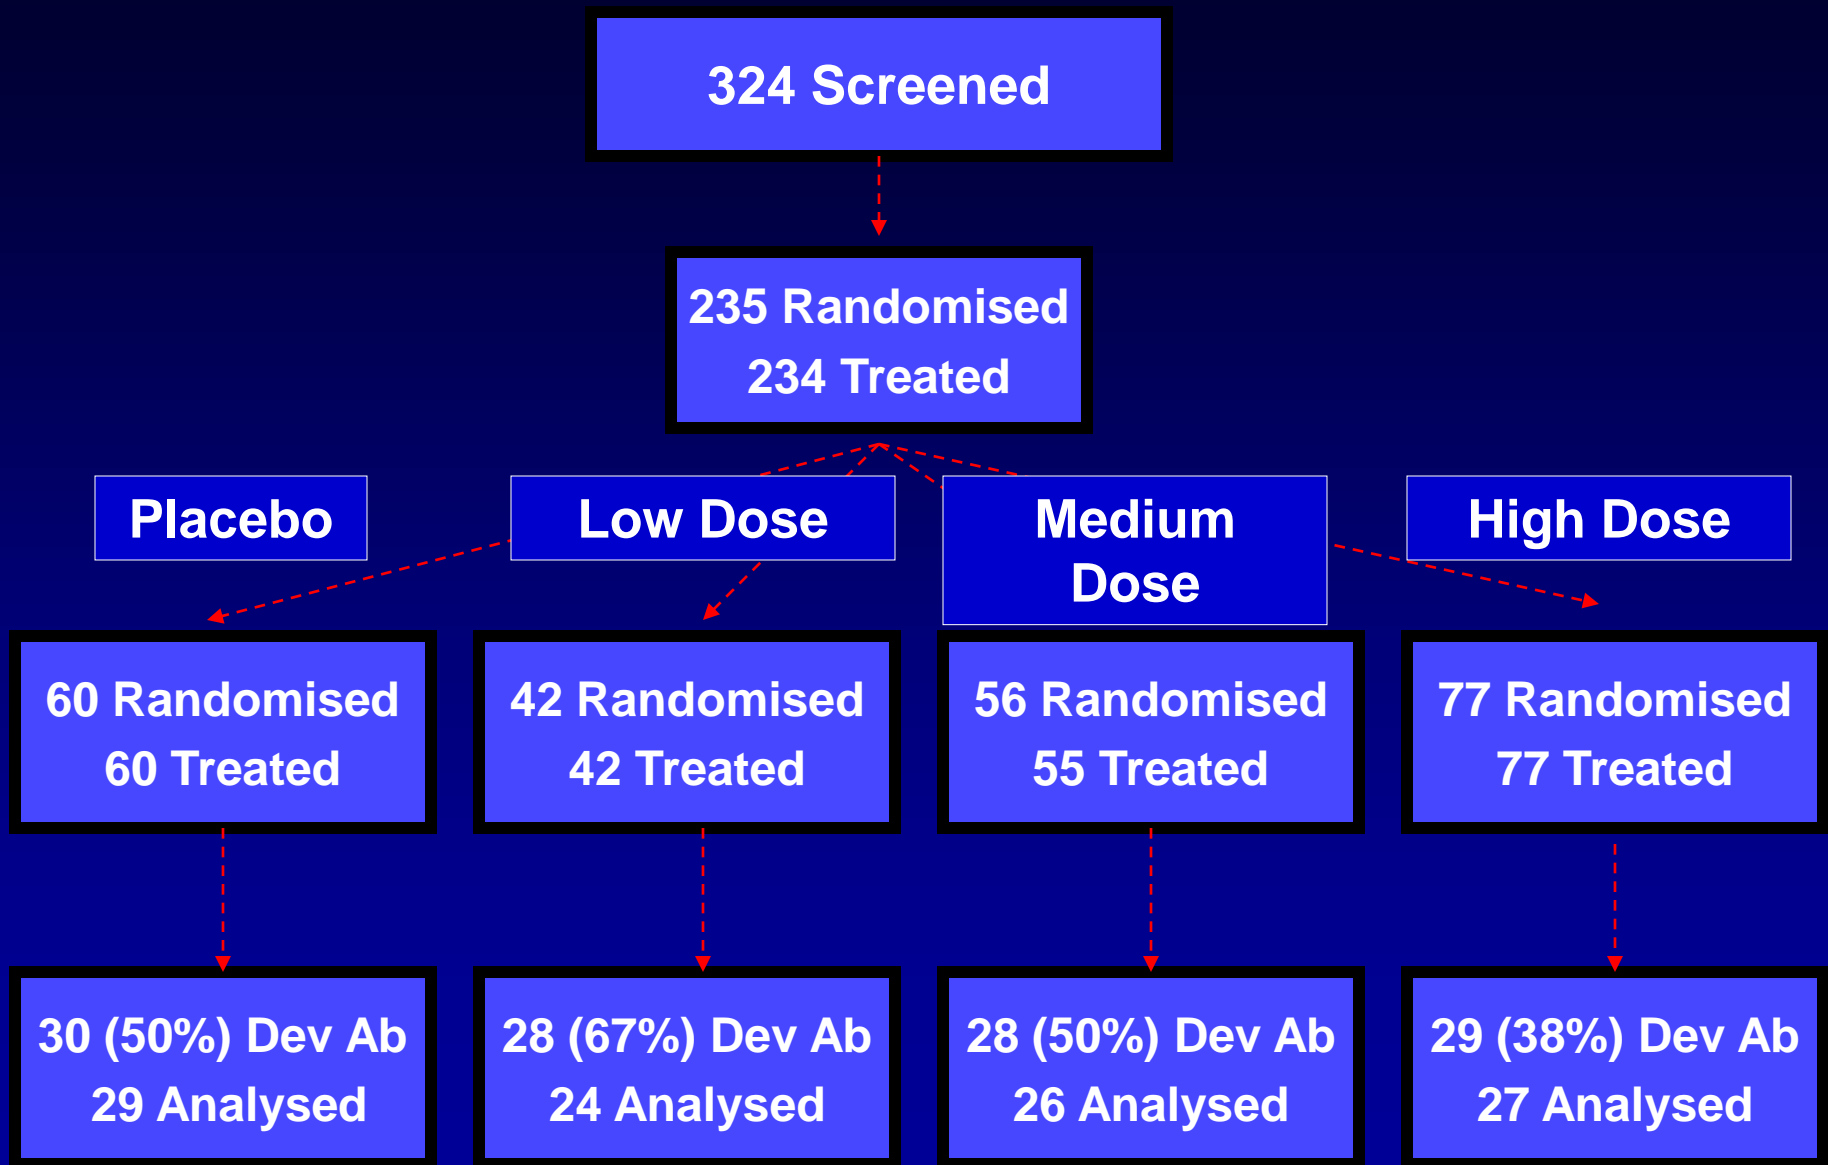 324 Screened
235 Randomised
234 Treated
Placebo
Low Dose
Medium
Dose
High Dose
60 Randomised
60 Treated
42 Randomised
42 Treated
56 Randomised
55 Treated
77 Randomised
77 Treated
30 (50%) Dev Ab
29 Analysed
28 (67%) Dev Ab
24 Analysed
28 (50%) Dev Ab
26 Analysed
29 (38%) Dev Ab
27 Analysed